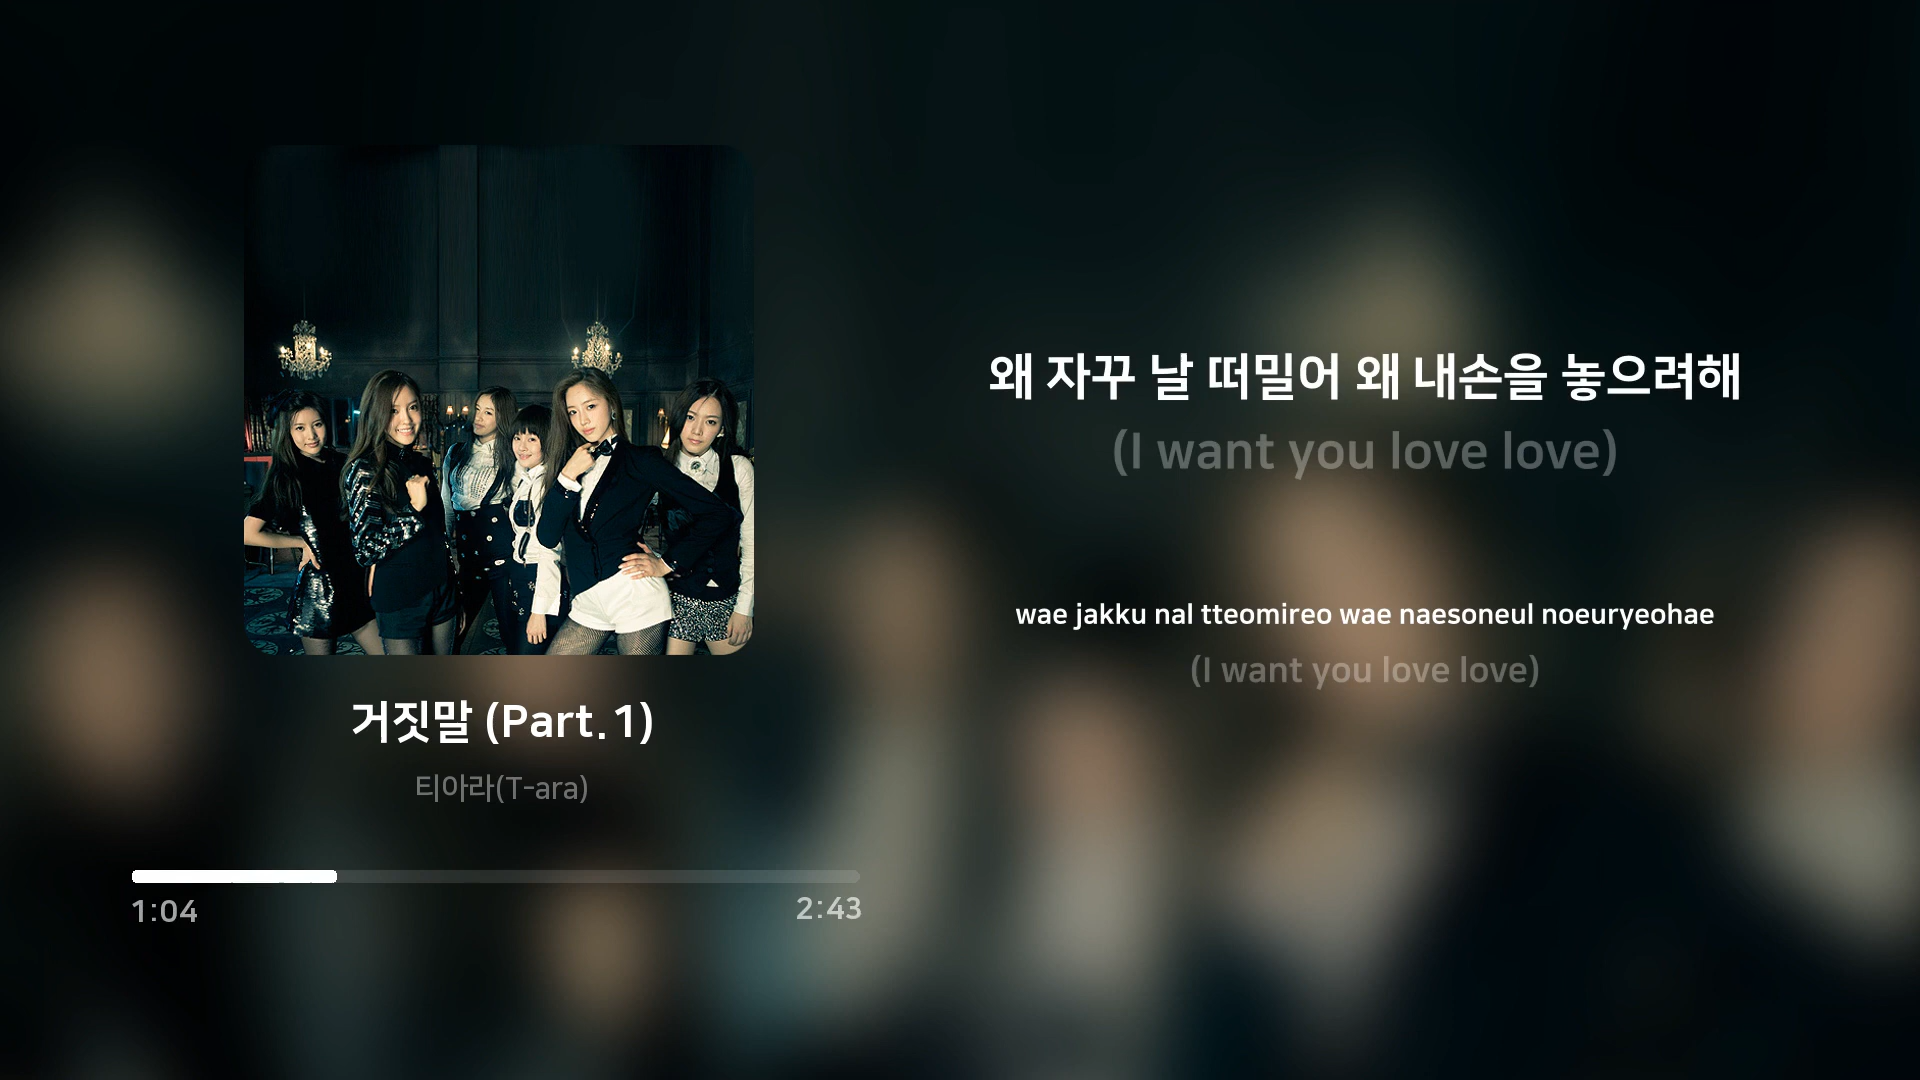 왜 자꾸 날 떠밀어 왜 내손을 놓으려해
(I want you love love)
wae jakku nal tteomireo wae naesoneul noeuryeohae
(I want you love love)
거짓말 (Part.1)
티아라(T-ara)
1:04
2:43